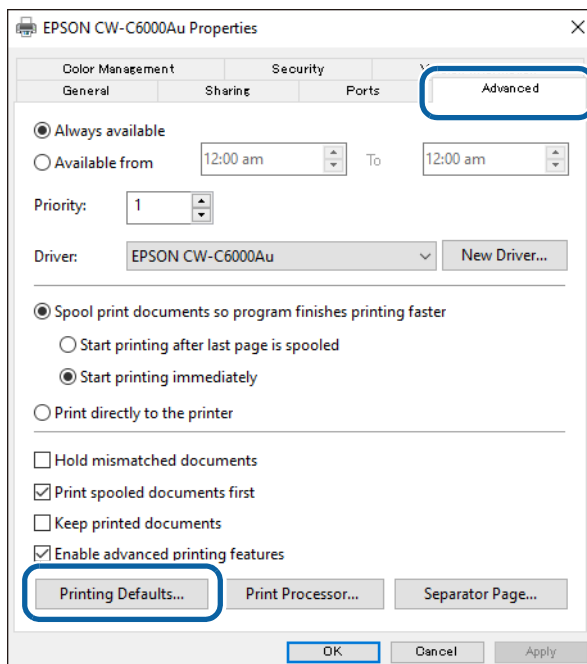 EPSON CW-C6000Au Properties
Color Management Security
General Sharing Ports Advanced
Always available
Available from 12:00 am To 12:00 am
Priority: 1
Driver: EPSON CW-C6000Au New Driver...
Spool print documents so program finishes printing faster
Start printing after last page is spooled
Start printing immediately
Print directly to the printer
Hold mismatched documents
Print spooled documents first
Keep printed documents
Enable advanced printing features
Printing Defaults... Print Processor... Separator Page...
OK Cancel Apply